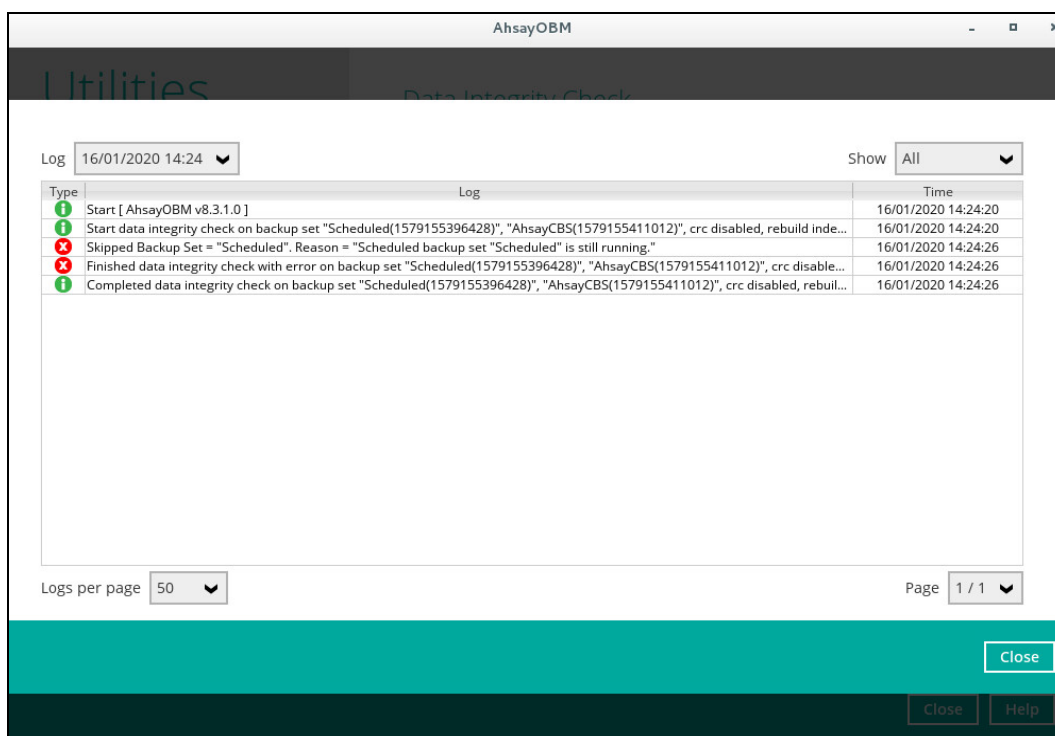 AhsayOBM
Utilities
Data Integrity Check
Log 16/01/2020 14:24 Show All
Type Log Time
Start [ AhsayOBM v8.3.1.0 ] 16/01/2020 14:24:20
Start data integrity check on backup set "Scheduled(1579155396428)", "AhsayCBS(1579155411012)", crc disabled, rebuild inde... 16/01/2020 14:24:20
Skipped Backup Set = "Scheduled". Reason = "Scheduled backup set "Scheduled" is still running." 16/01/2020 14:24:26
Finished data integrity check with error on backup set "Scheduled(1579155396428)", "AhsayCBS(1579155411012)", crc disable... 16/01/2020 14:24:26
Completed data integrity check on backup set "Scheduled(1579155396428)", "AhsayCBS(1579155411012)", crc disabled, rebuil... 16/01/2020 14:24:26
Logs per page 50 Page 1 / 1
Close
Close Help